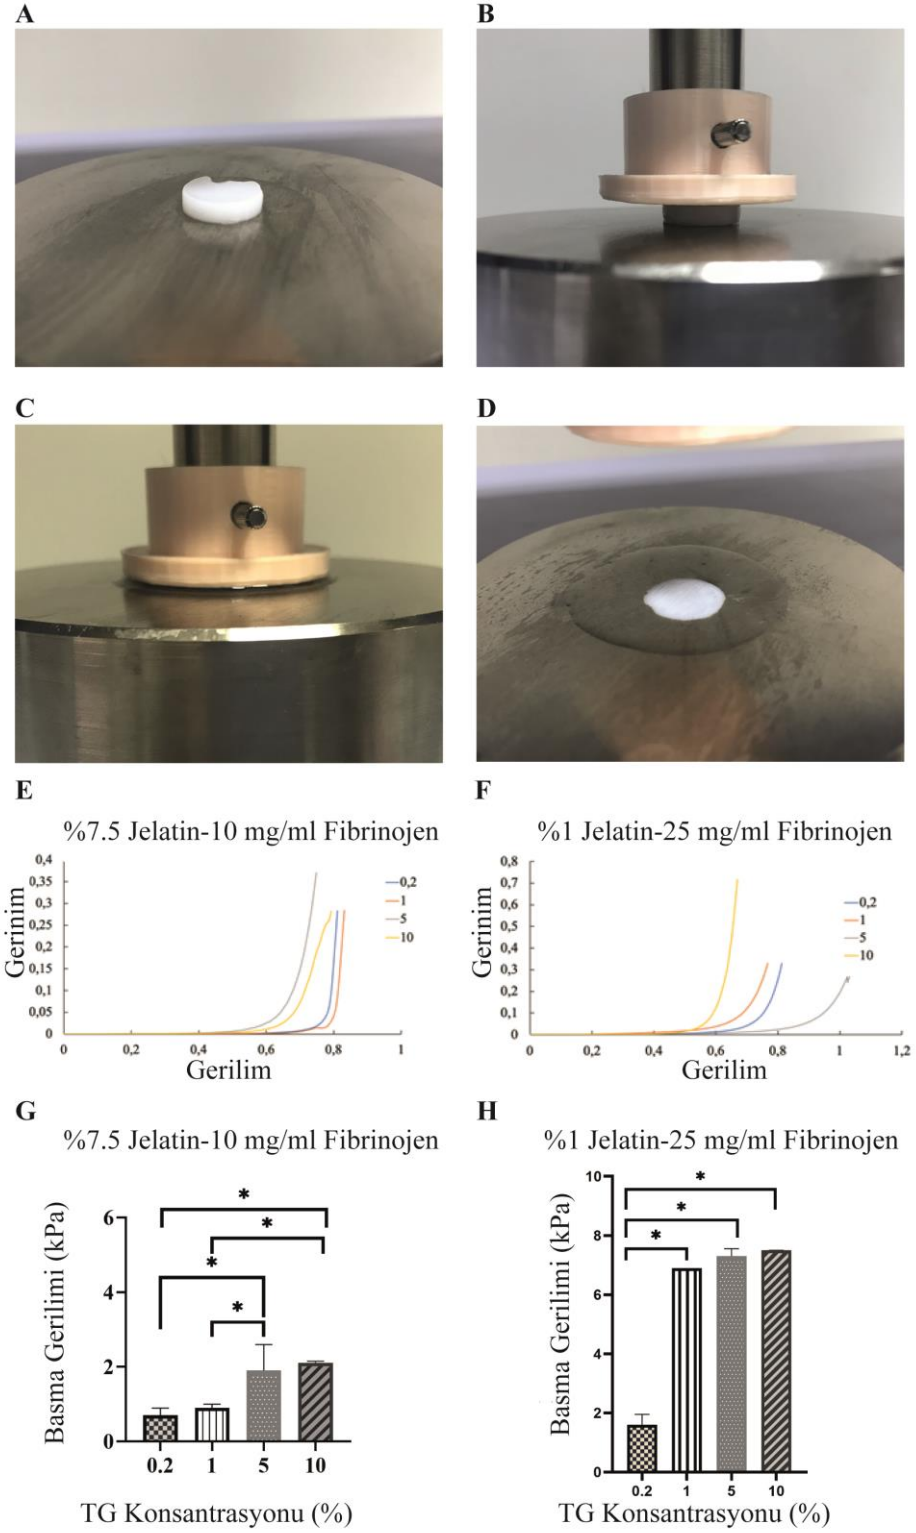 A
B
C
D
E
F
%7.5 Jelatin-10 mg/ml Fibrinojen
%1 Jelatin-25 mg/ml Fibrinojen
Gerinim
0,4
0,35
0,3
0,25
0,2
0,15
0,1
0,05
0
0 0,2 0,4 0,6 0,8 1
Gerilim
0,2
1
5
10
Gerinim
0,8
0,7
0,6
0,5
0,4
0,3
0,2
0,1
0
0 0,2 0,4 0,6 0,8 1 1,2
Gerilim
0,2
1
5
10
G
H
%7.5 Jelatin-10 mg/ml Fibrinojen
%1 Jelatin-25 mg/ml Fibrinojen
Basma Gerilimi (kPa)
6
4
2
0
*
*
*
*
0.2 1 5 10
TG Konsantrasyonu (%)
Basma Gerilimi (kPa)
10
8
6
4
2
0
*
*
*
0.2 1 5 10
TG Konsantrasyonu (%)